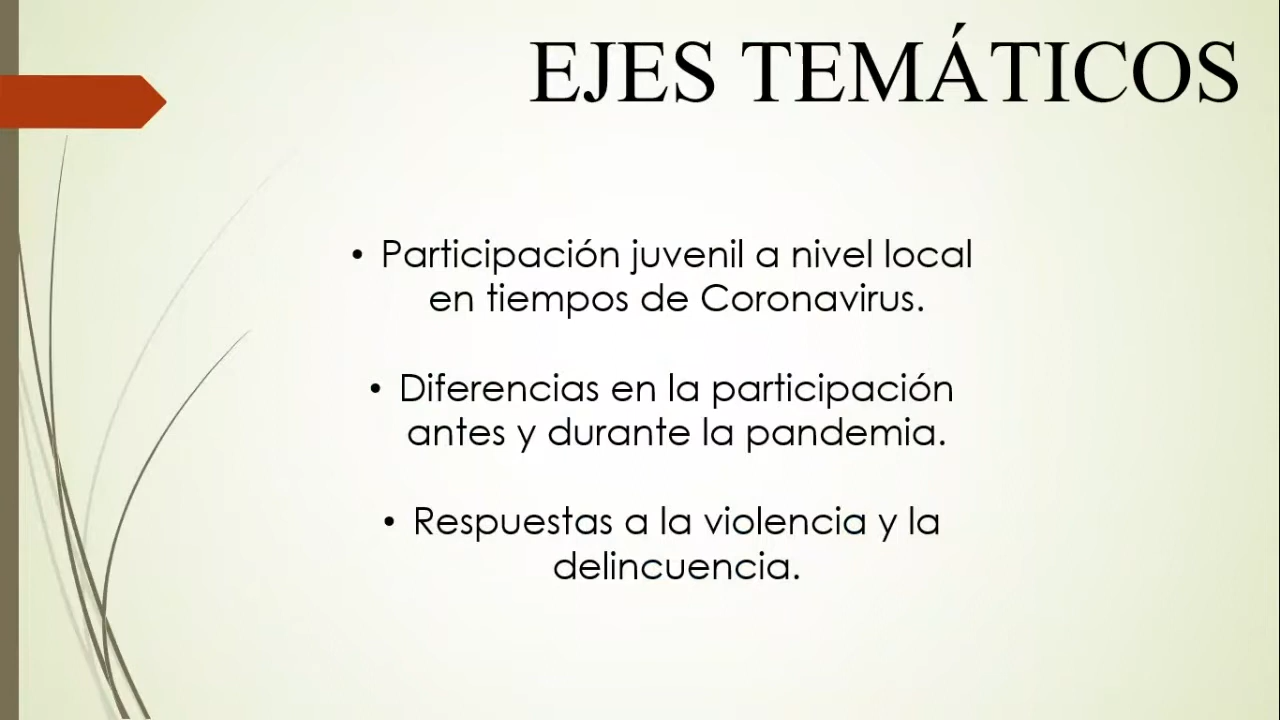 EJES TEMÁTICOS
• Participación juvenil a nivel local
en tiempos de Coronavirus.
• Diferencias en la participación
antes y durante la pandemia.
• Respuestas a la violencia y la
delincuencia.